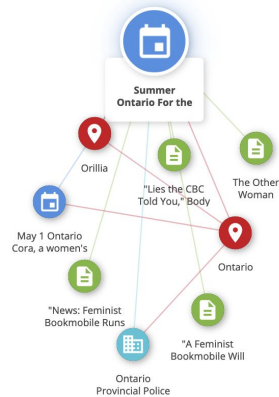 Summer
Ontario For the
Orillia
"Lies the CBC
Told You," Body
The Other
Woman
May 1 Ontario
Cora, a women's
Ontario
"News: Feminist
Bookmobile Runs
"A Feminist
Bookmobile Will
Ontario
Provincial Police